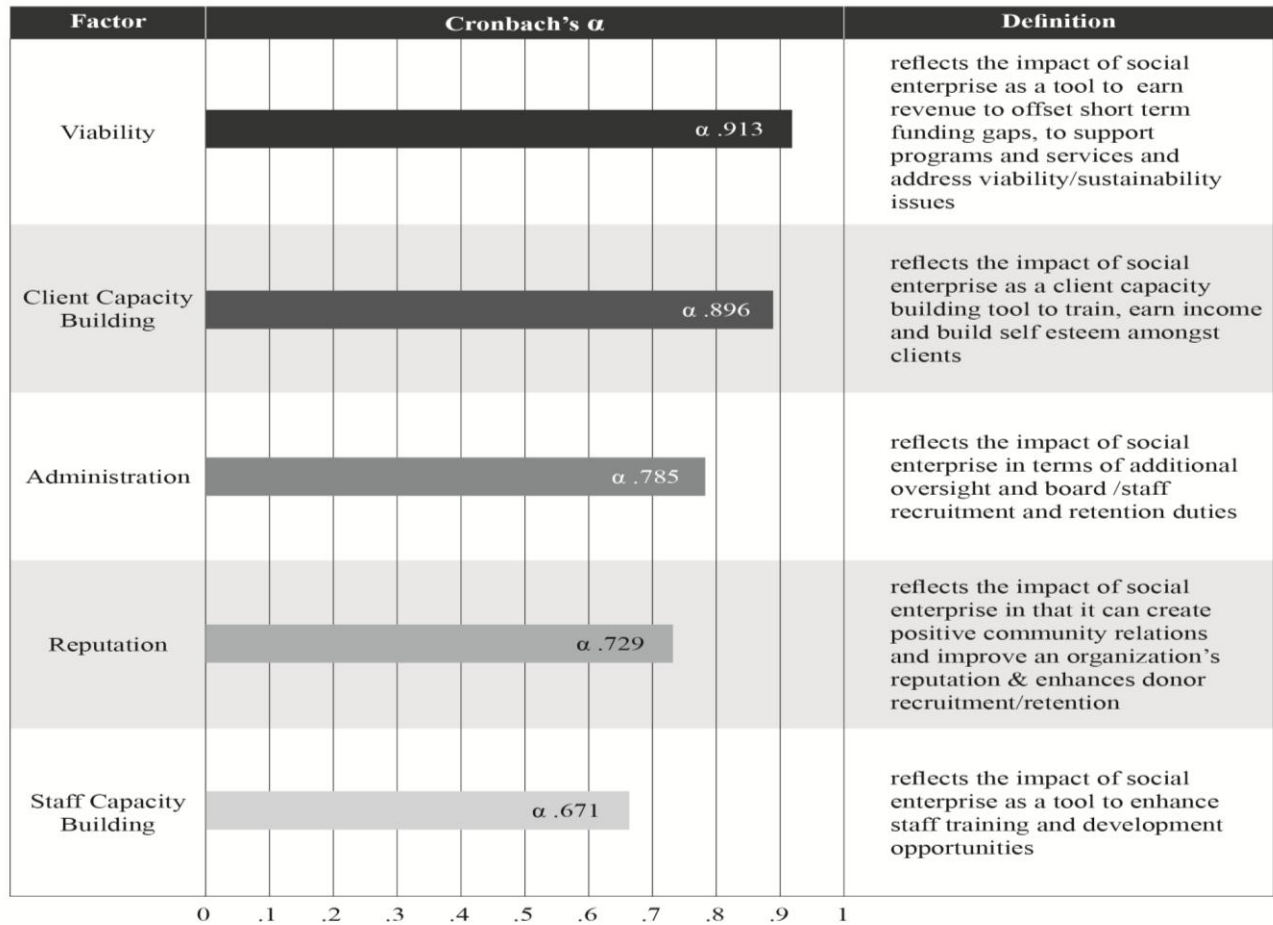 Factor
Cronbach's α
Definition
Viability
α .913
reflects the impact of social
enterprise as a tool to earn
revenue to offset short term
funding gaps, to support
programs and services and
address viability/sustainability
issues
Client Capacity
Building
α .896
reflects the impact of social
enterprise as a client capacity
building tool to train, earn income
and build self esteem amongst
clients
Administration
α .785
reflects the impact of social
enterprise in terms of additional
oversight and board /staff
recruitment and retention duties
Reputation
α .729
reflects the impact of social
enterprise in that it can create
positive community relations
and improve an organization's
reputation & enhances donor
recruitment/retention
Staff Capacity
Building
α .671
reflects the impact of social
enterprise as a tool to enhance
staff training and development
opportunities
0 .1 .2 .3 .4 .5 .6 .7 .8 .9 1